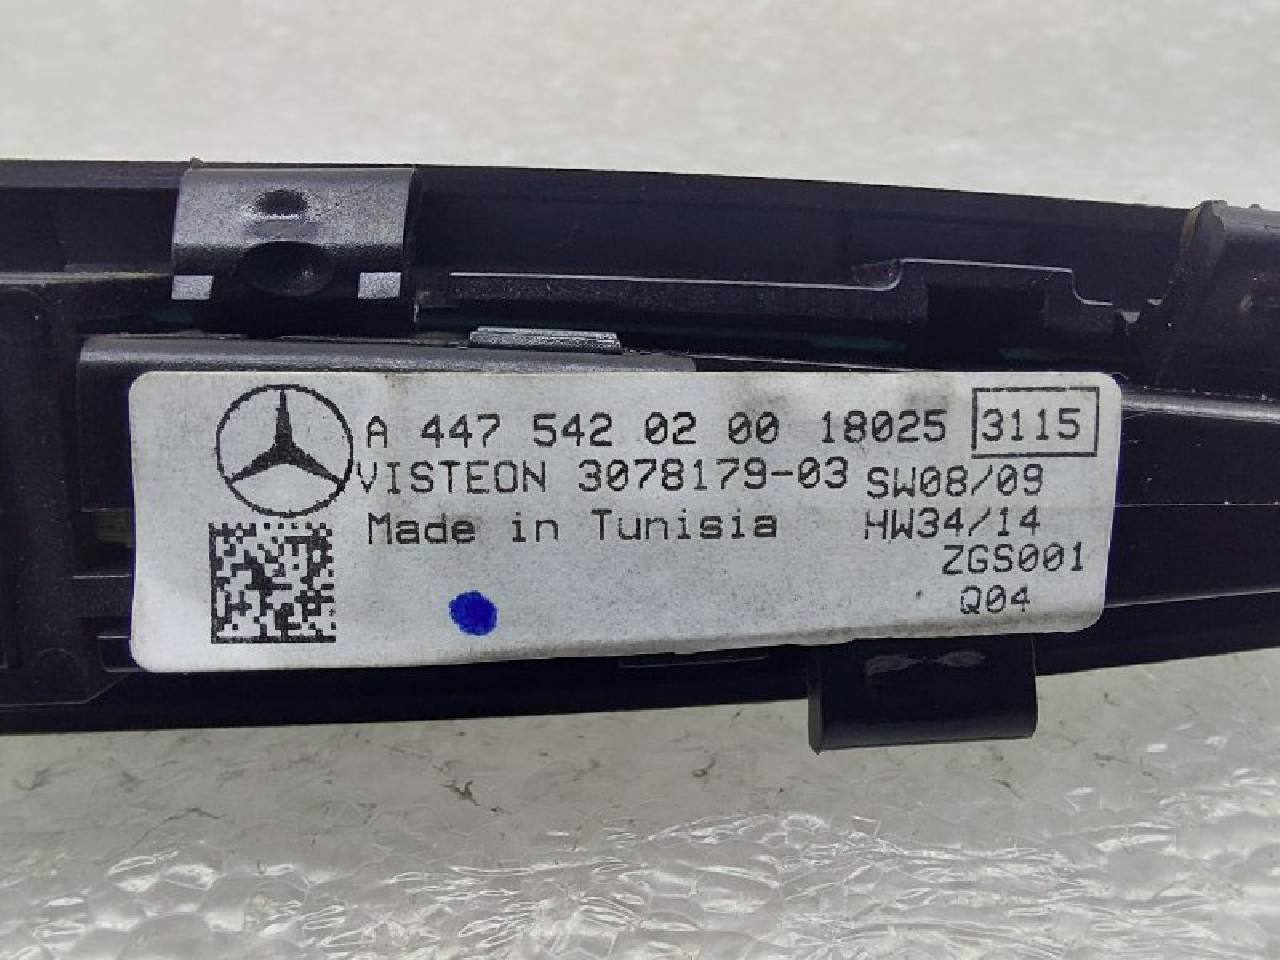 A 447 542 02 00 18025 3115
VISTEON 3078179-03 SW08/09
Made in Tunisia HW34/14
ZGS001
Q04